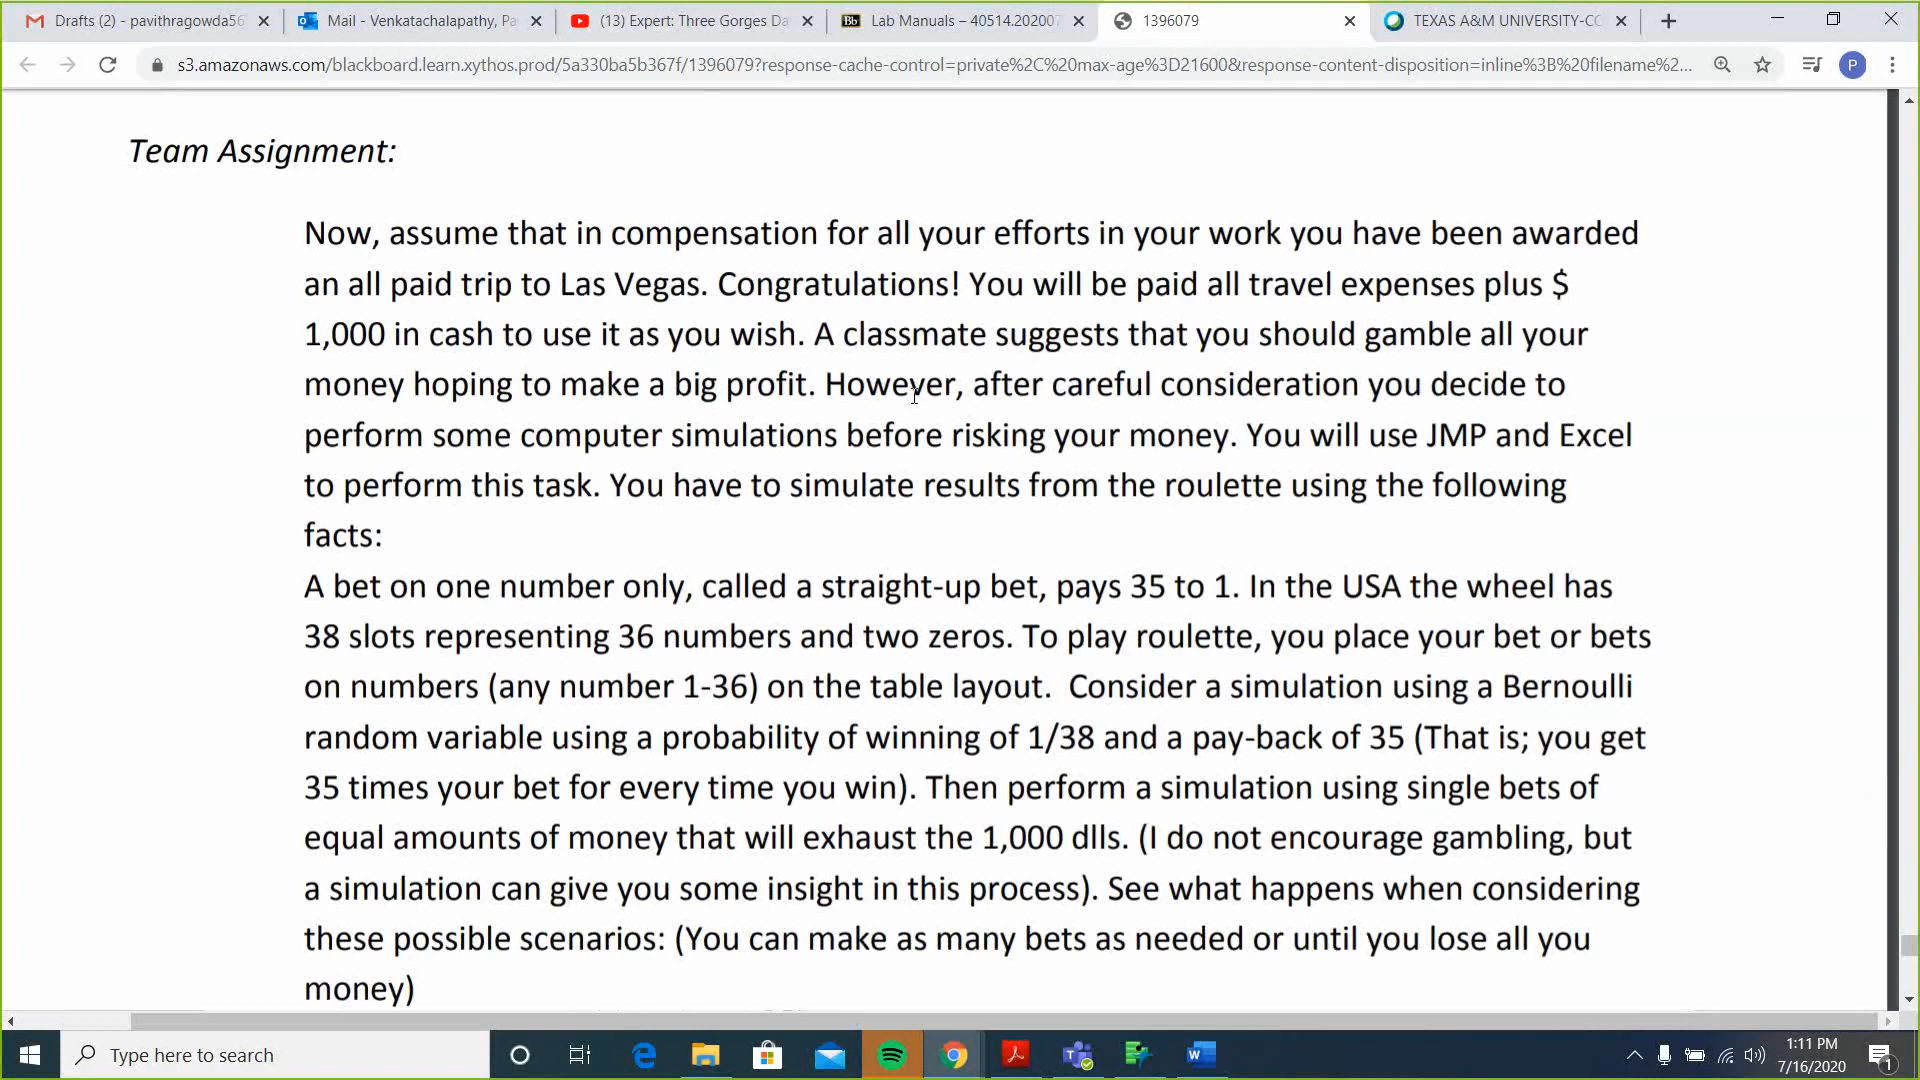 Drafts (2) - pavithragowda56
Mail - Venkatachalapathy, Pa
(13) Expert: Three Gorges Da
Bb
Lab Manuals – 40514.202007
1396079
TEXAS A&M UNIVERSITY-CO
s3.amazonaws.com/blackboard.learn.xythos.prod/5a330ba5b367f/1396079?response-cache-control=private%2C%20max-age%3D21600&response-content-disposition=inline%3B%20filename%2...
P
Team Assignment:
Now, assume that in compensation for all your efforts in your work you have been awarded
an all paid trip to Las Vegas. Congratulations! You will be paid all travel expenses plus $
1,000 in cash to use it as you wish. A classmate suggests that you should gamble all your
money hoping to make a big profit. However, after careful consideration you decide to
perform some computer simulations before risking your money. You will use JMP and Excel
to perform this task. You have to simulate results from the roulette using the following
facts:
A bet on one number only, called a straight-up bet, pays 35 to 1. In the USA the wheel has
38 slots representing 36 numbers and two zeros. To play roulette, you place your bet or bets
on numbers (any number 1-36) on the table layout.  Consider a simulation using a Bernoulli
random variable using a probability of winning of 1/38 and a pay-back of 35 (That is; you get
35 times your bet for every time you win). Then perform a simulation using single bets of
equal amounts of money that will exhaust the 1,000 dlls. (I do not encourage gambling, but
a simulation can give you some insight in this process). See what happens when considering
these possible scenarios: (You can make as many bets as needed or until you lose all you
money)
Type here to search
1:11 PM
7/16/2020
1